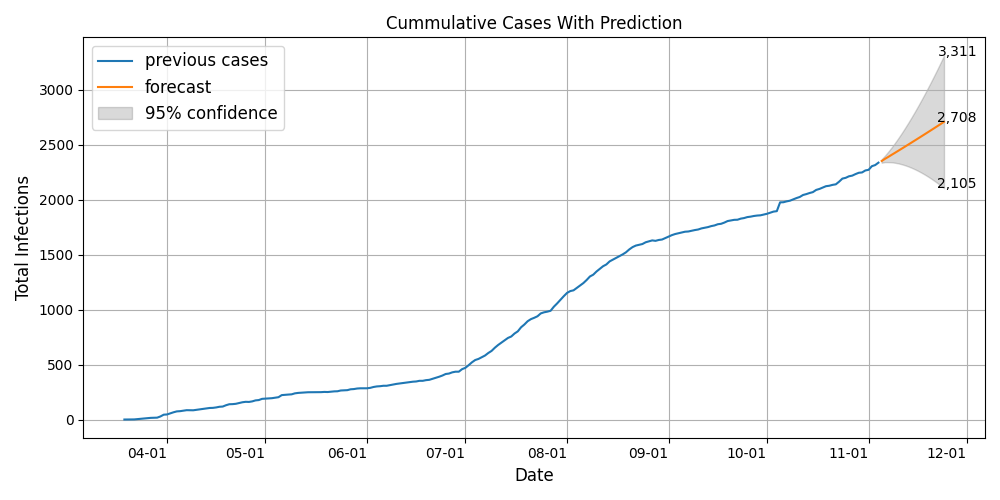 Cummulative Cases With Prediction
previous cases
forecast
95% confidence
3,311
2,708
2,105
Total Infections
3000
2500
2000
1500
1000
500
0
04-01 05-01 06-01 07-01 08-01 09-01 10-01 11-01 12-01
Date